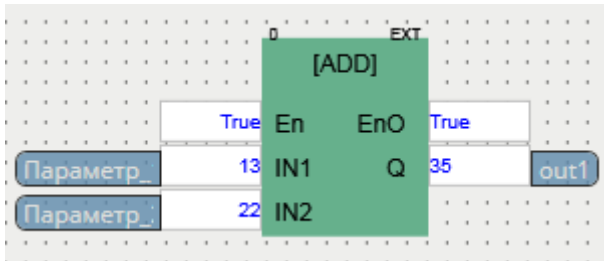 0 EXT
[ADD]
True En EnO True
Параметр_ 13 IN1 Q 35 out1
Параметр_ 22 IN2